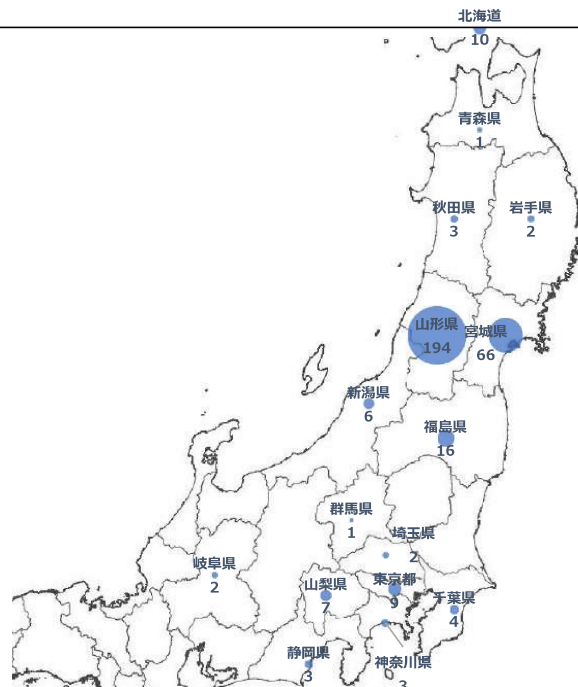 北海道
10
青森県
1
秋田県
3
岩手県
2
山形県
194
宮城県
66
新潟県
6
福島県
16
群馬県
1
埼玉県
2
岐阜県
2
山梨県
7
東京都
9
千葉県
4
静岡県
3
神奈川県
3